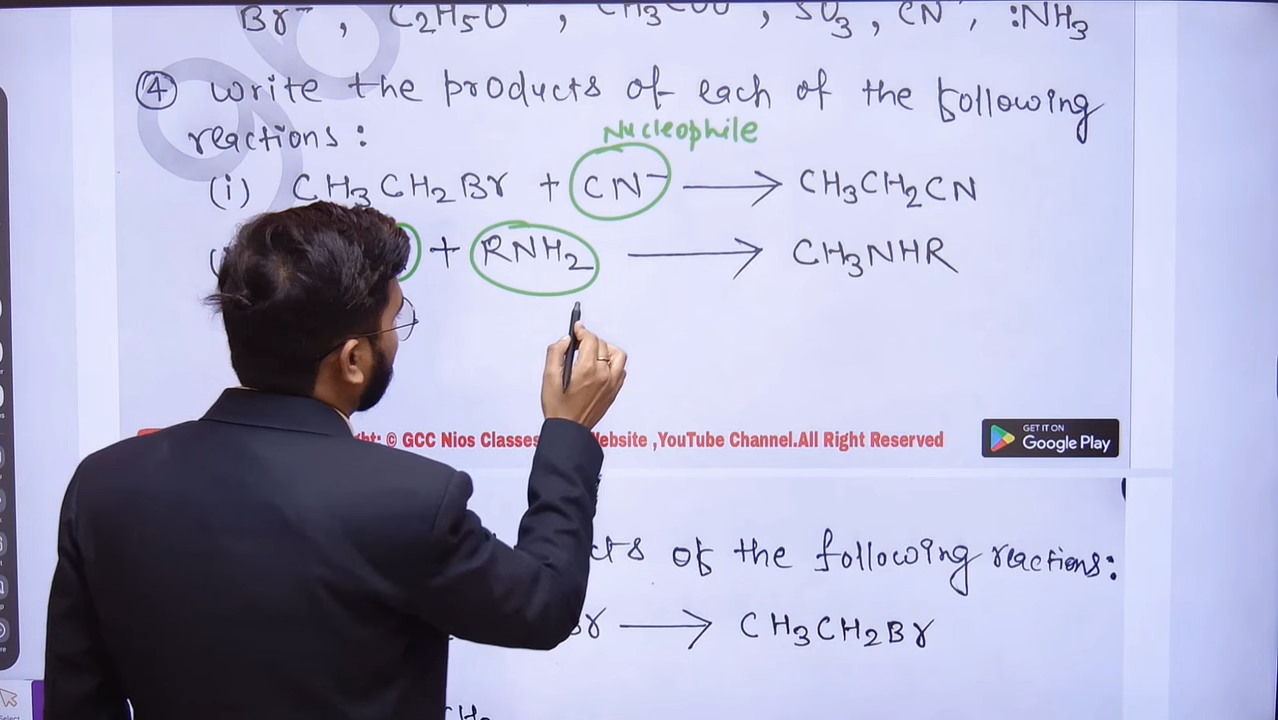 Br⁻ , C2H5O⁻ , CH3COO⁻ , SO3 , CN⁻ , :NH3
④ Write the products of each of the following
reactions :
Nucleophile
(i) CH3CH2Br + CN⁻ ⟶ CH3CH2CN
+ RNH2 ⟶ CH3NHR
© GCC Nios Classes ,YouTube Channel.All Right Reserved
GET IT ON
Google Play
of the following reactions:
⟶ CH3CH2Br